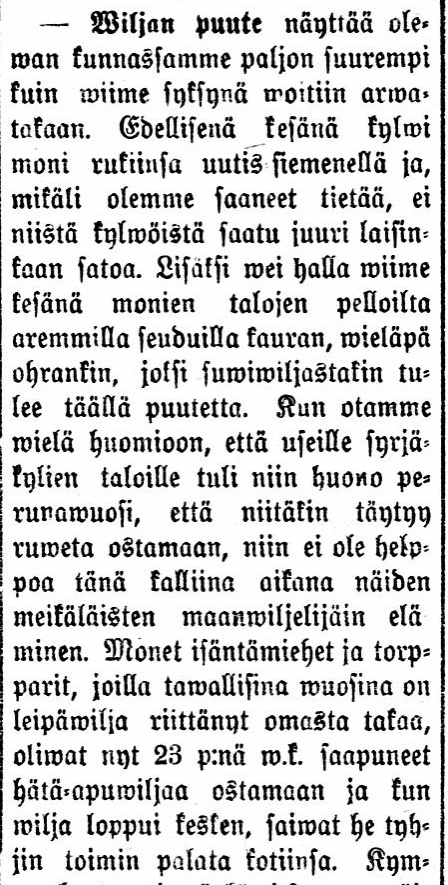 — Wiljan puute näyttää ole-
wan kunnassamme paljon suurempi
kuin wiime syksynä woitiin arwa-
takaan. Edellisenä kesänä kylwi
moni rukiinsa uutis siemenellä ja,
mikäli olemme saaneet tietää, ei
niistä kylwöistä saatu juuri laisin-
kaan satoa. Lisäksi wei halla wiime
kesänä monien talojen pelloilta
aremmilla seuduilla kauran, wieläpä
ohrankin, joksi suwiwiljastakin tu-
lee täällä puutetta. Kun otamme
wielä huomioon, että useille syrjä-
kylien taloille tuli niin huono pe-
runawuosi, että niitäkin täytyy
ruweta ostamaan, niin ei ole help-
poa tänä kalliina aikana näiden
meikäläisten maanwiljelijäin elä
minen. Monet isäntämiehet ja torp-
parit, joilla tawallisina wuosina on
leipäwilja riittänyt omasta takaa,
oliwat nyt 23 p:nä w.k. saapuneet
hätä-apuwiljaa ostamaan ja kun
wilja loppui kesken, saiwat he tyh-
jin toimin palata kotiinsa. Kym-